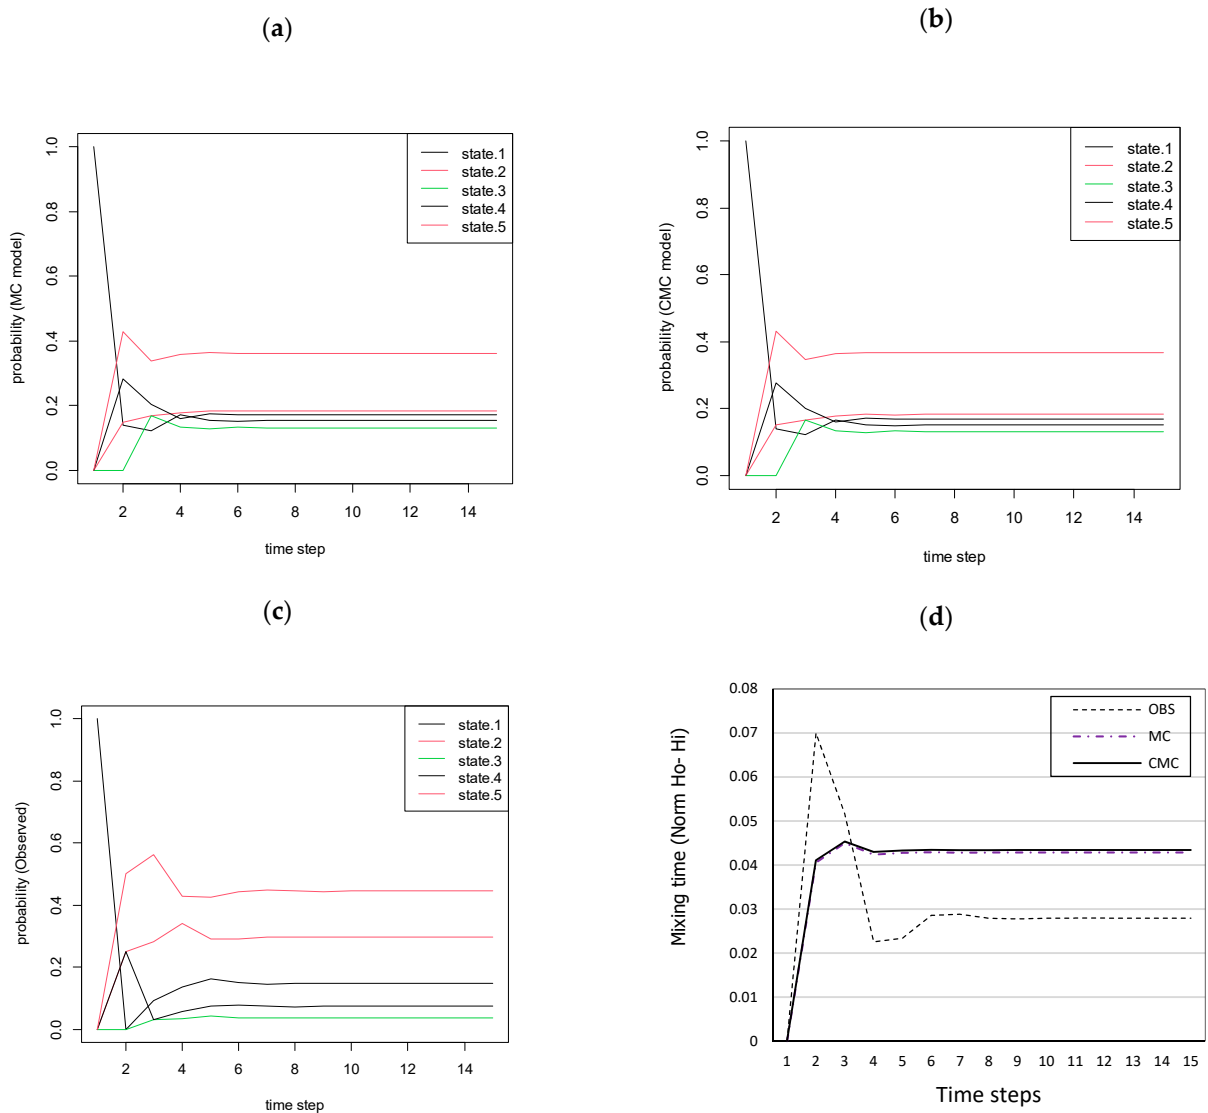 (a)
probability (MC model)
1.0
0.8
0.6
0.4
0.2
0.0
state.1
state.2
state.3
state.4
state.5
2 4 6 8 10 12 14
time step
(b)
probability (CMC model)
1.0
0.8
0.6
0.4
0.2
0.0
state.1
state.2
state.3
state.4
state.5
2 4 6 8 10 12 14
time step
(c)
probability (Observed)
1.0
0.8
0.6
0.4
0.2
0.0
state.1
state.2
state.3
state.4
state.5
2 4 6 8 10 12 14
time step
(d)
Mixing time (Norm Ho- Hi)
0.08
0.07
0.06
0.05
0.04
0.03
0.02
0.01
0
OBS
MC
CMC
1 2 3 4 5 6 7 8 9 10 11 12 13 14 15
Time steps